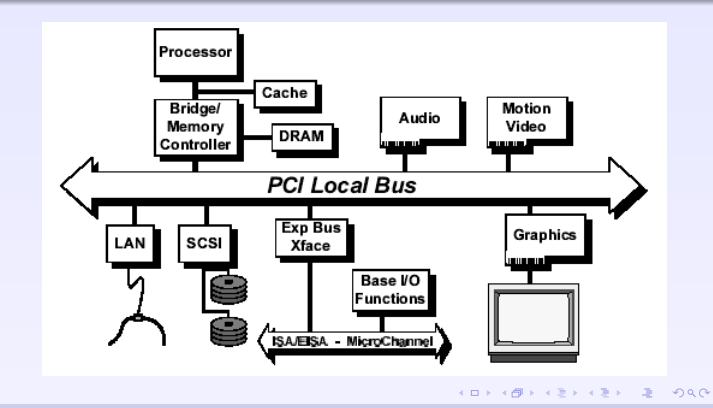 Processor
Cache
Bridge/
Memory
Controller
DRAM
Audio
Motion
Video
PCI Local Bus
LAN
SCSI
Exp Bus
Xface
Graphics
Base I/O
Functions
ISA/EISA - MicroChannel